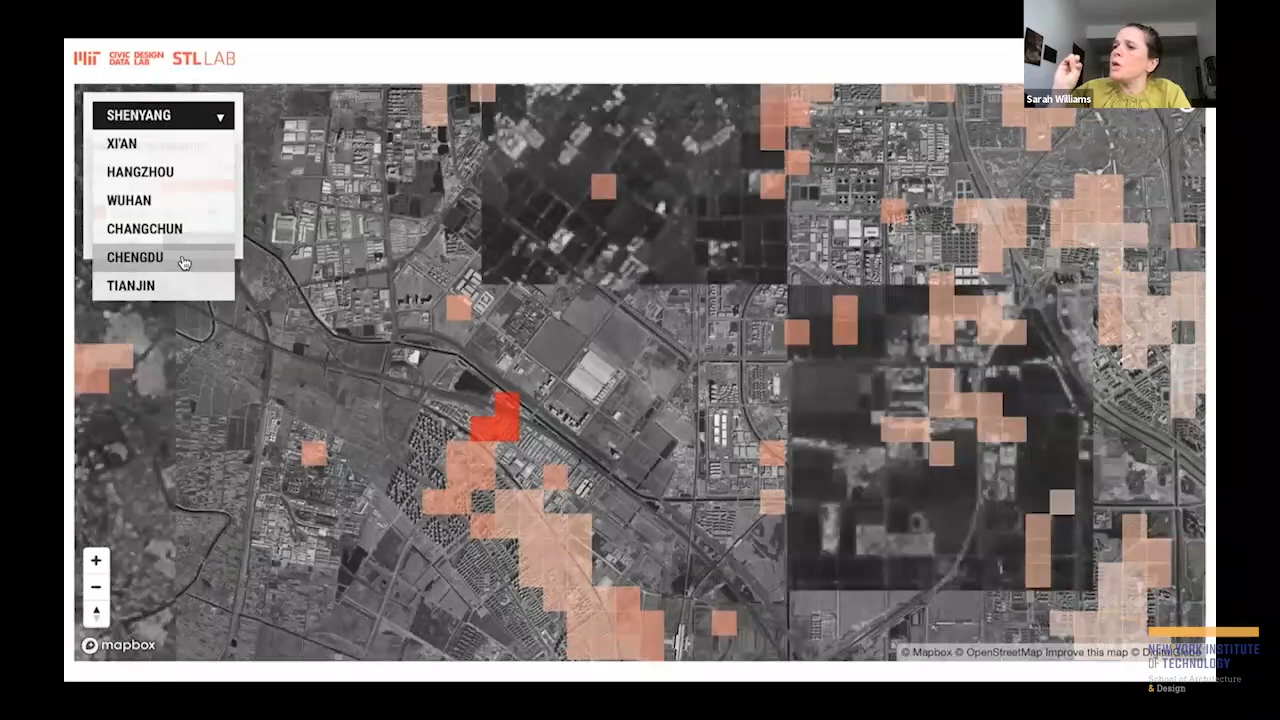 MIT CIVIC DATA DESIGN LAB STL LAB
Sarah Williams
SHENYANG
XI'AN
HANGZHOU
WUHAN
CHANGCHUN
CHENGDU
TIANJIN
+
−
mapbox
© Mapbox © OpenStreetMap Improve this map © DigitalGlobe
NEW YORK INSTITUTE
OF TECHNOLOGY
School of Architecture
& Design